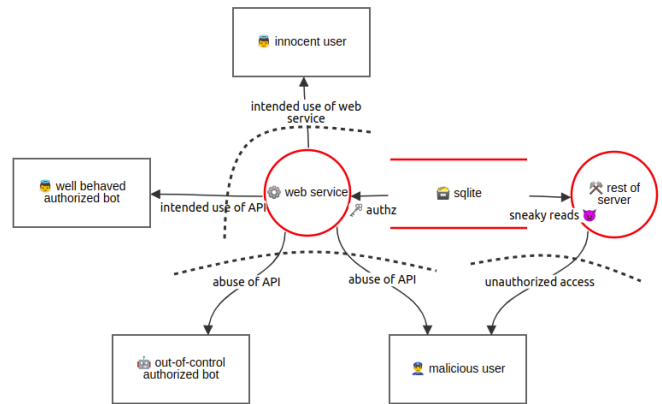 😇 innocent user
intended use of web
service
😇 well behaved
authorized bot
intended use of API
⚙️ web service
🗝️ authz
🗃️ sqlite
⚒️ rest of
server
sneaky reads 😈
abuse of API
abuse of API
unauthorized access
🤖 out-of-control
authorized bot
👮 malicious user